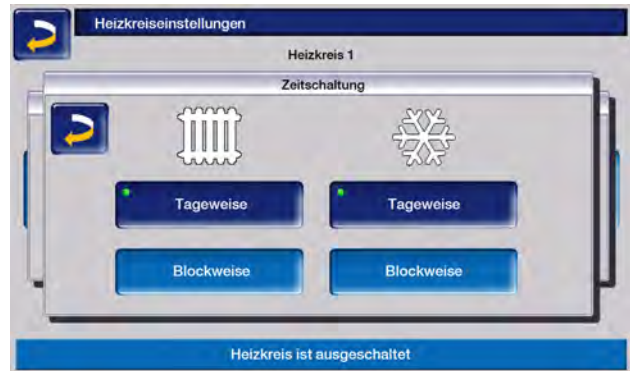 Heizkreiseinstellungen
Heizkreis 1
Zeitschaltung
Tageweise Tageweise
Blockweise Blockweise
Heizkreis ist ausgeschaltet